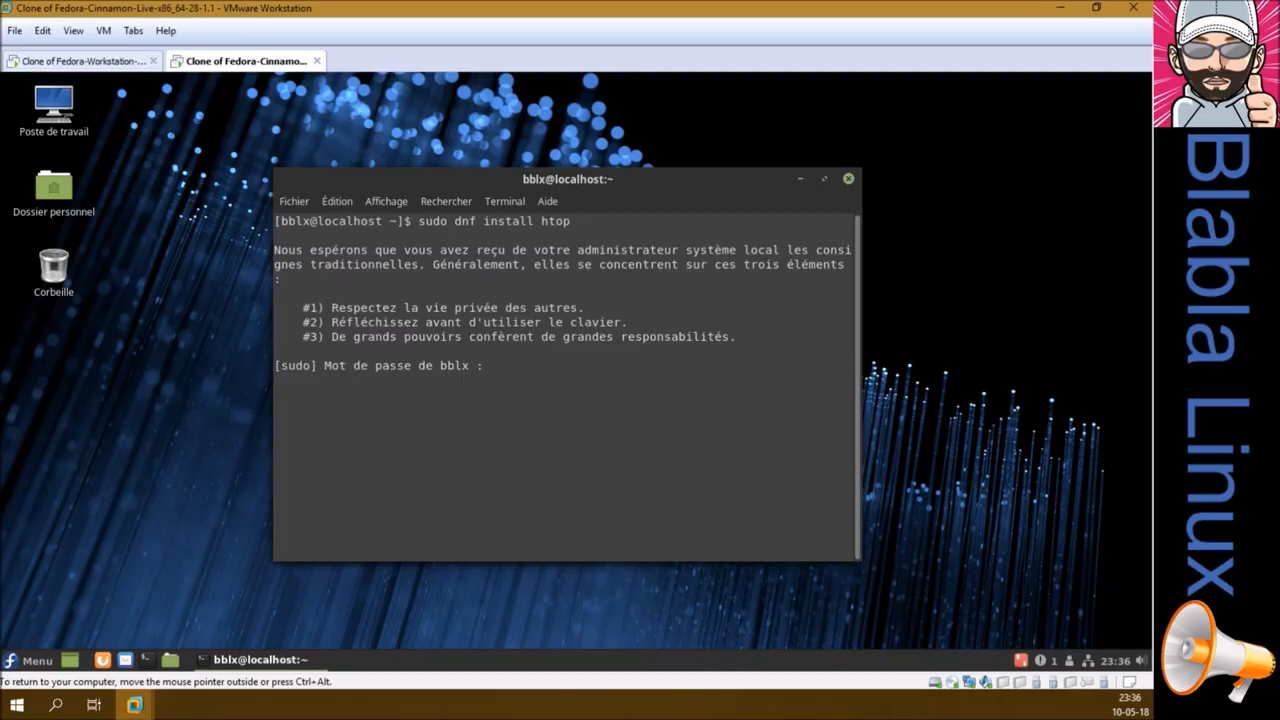 Clone of Fedora-Cinnamon-Live-x86_64-28-1.1 - VMware Workstation
File Edit View VM Tabs Help
Clone of Fedora-Workstation-... Clone of Fedora-Cinnamo...
Poste de travail
Dossier personnel
Corbeille
bblx@localhost:~
Fichier Édition Affichage Rechercher Terminal Aide
[bblx@localhost ~]$ sudo dnf install htop
Nous espérons que vous avez reçu de votre administrateur système local les consi
gnes traditionnelles. Généralement, elles se concentrent sur ces trois éléments
:
#1) Respectez la vie privée des autres.
#2) Réfléchissez avant d'utiliser le clavier.
#3) De grands pouvoirs confèrent de grandes responsabilités.
[sudo] Mot de passe de bblx :
Menu bblx@localhost:~ 1 23:36
To return to your computer, move the mouse pointer outside or press Ctrl+Alt.
23:36
10-05-18
Blabla Linux